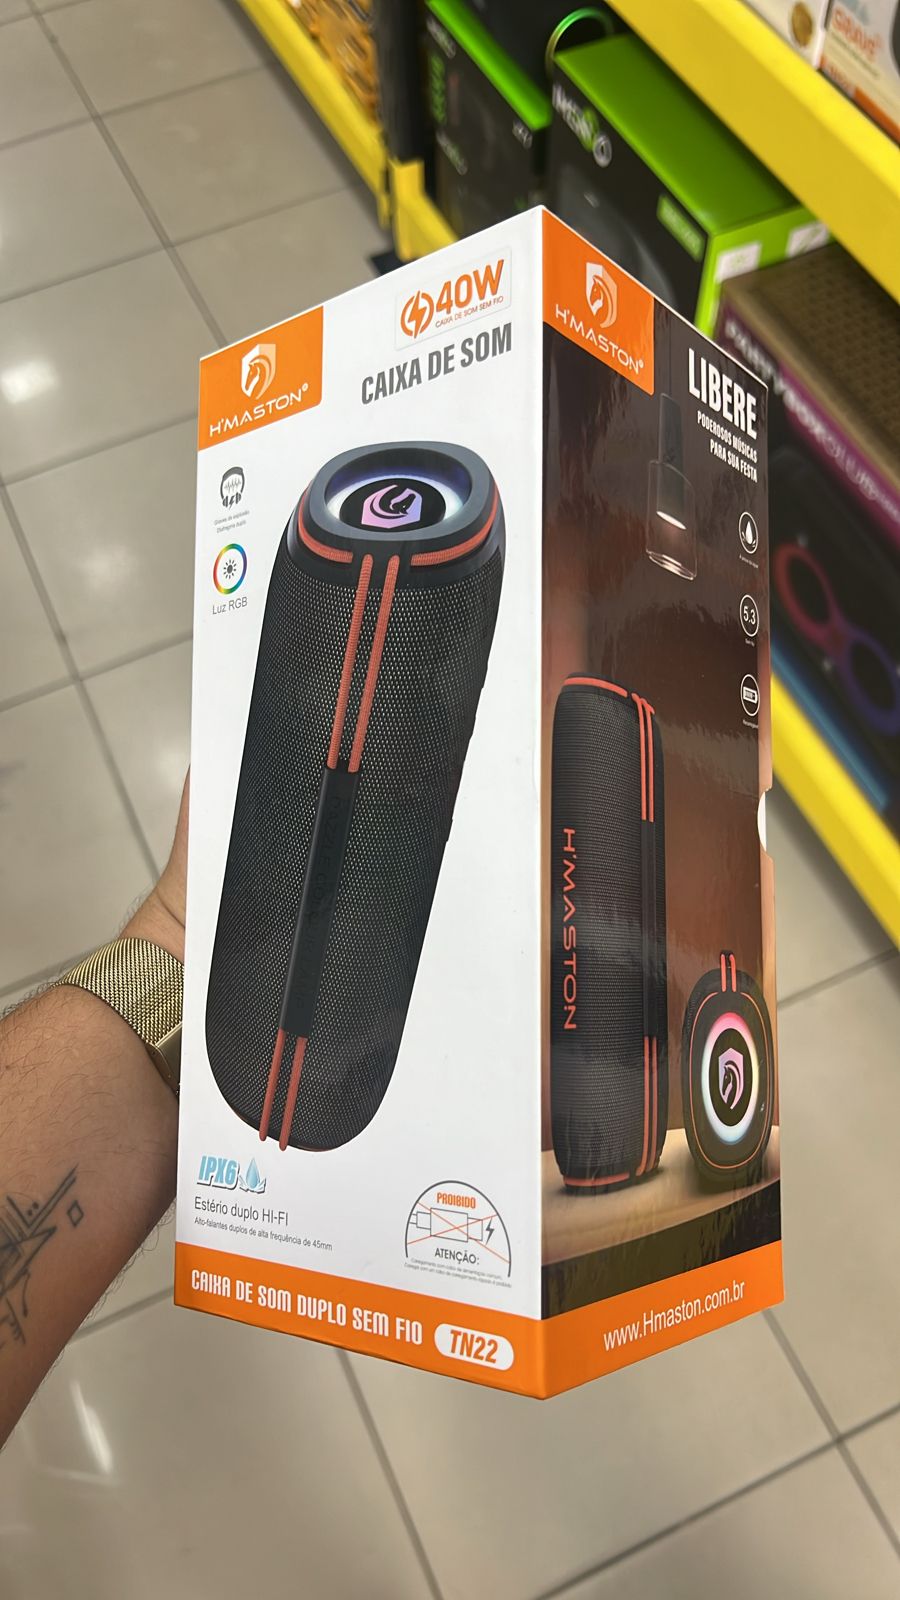 H'MASTON
40W
CAIXA DE SOM SEM FIO
CAIXA DE SOM
Luz RGB
IPX6
Estério duplo HI-FI
Alto-falantes duplos de alta frequência de 45mm
PROIBIDO
ATENÇÃO:
CAIXA DE SOM DUPLO SEM FIO TN22
H'MASTON
LIBERE
PODEROSOS MÚSICAS
PARA SUA FESTA
5.3
H'MASTON
www.Hmaston.com.br